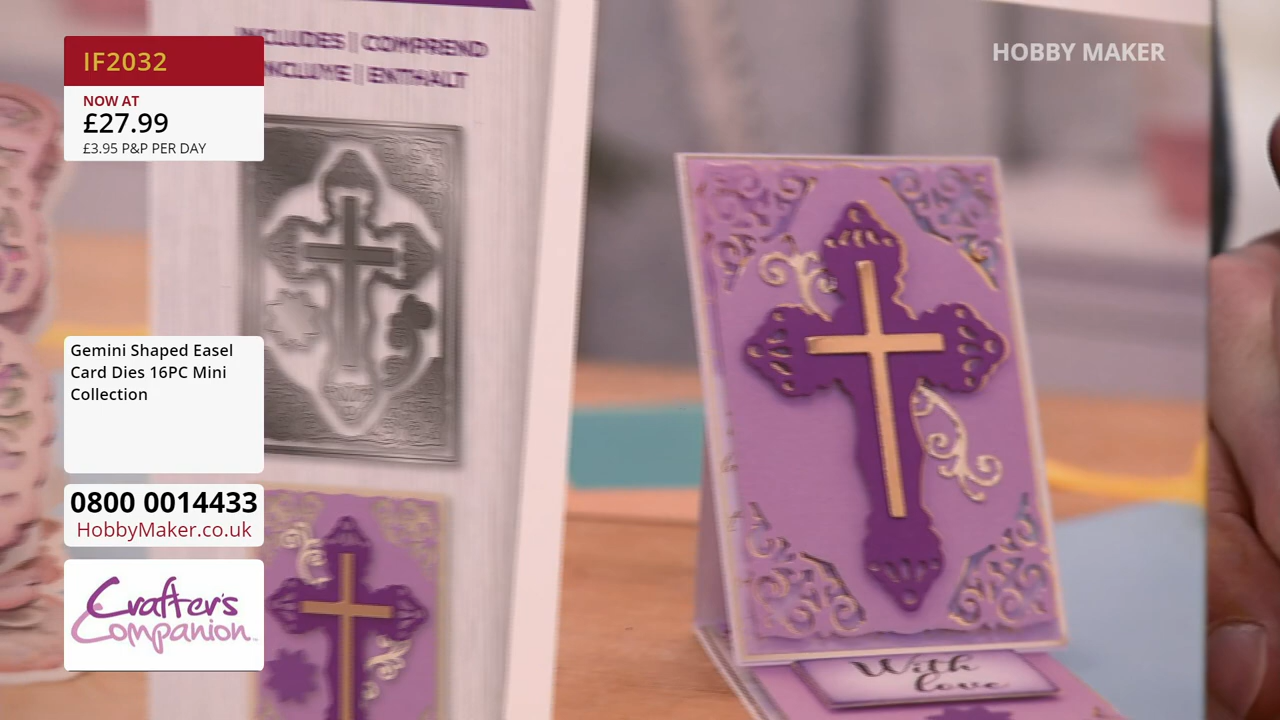 INCLUDES || COMPREND
INCLUYE || ENTHALT
HOBBY MAKER
IF2032
NOW AT
£27.99
£3.95 P&P PER DAY
Gemini Shaped Easel
Card Dies 16PC Mini
Collection
0800 0014433
HobbyMaker.co.uk
Crafter's
Companion
With
love